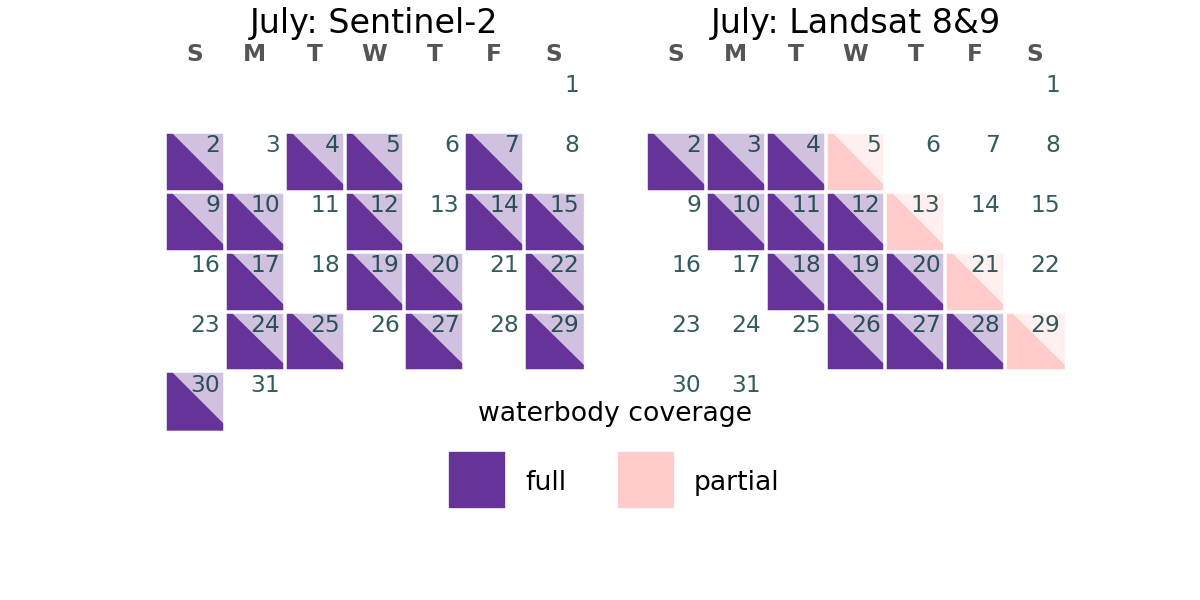 July: Sentinel-2
S M T W T F S
1
2 3 4 5 6 7 8
9 10 11 12 13 14 15
16 17 18 19 20 21 22
23 24 25 26 27 28 29
30 31
July: Landsat 8&9
S M T W T F S
1
2 3 4 5 6 7 8
9 10 11 12 13 14 15
16 17 18 19 20 21 22
23 24 25 26 27 28 29
30 31
waterbody coverage
full
partial